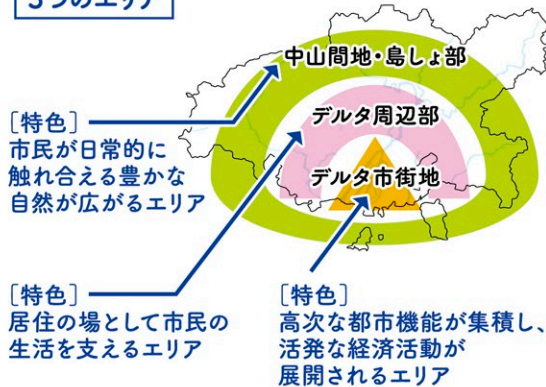 3つのエリア
中山間地・島しょ部
[特色]
市民が日常的に
触れ合える豊かな
自然が広がるエリア
デルタ周辺部
デルタ市街地
[特色]
居住の場として市民の
生活を支えるエリア
[特色]
高次な都市機能が集積し、
活発な経済活動が
展開されるエリア